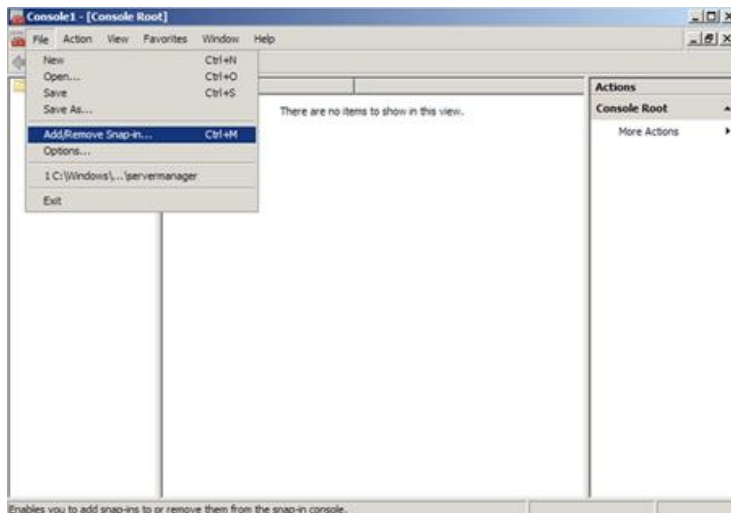 Console1 - [Console Root]
File Action View Favorites Window Help
New Ctrl+N
Open... Ctrl+O
Save Ctrl+S
Save As...
Add/Remove Snap-in... Ctrl+M
Options...
1 C:\Windows\...\servermanager
Exit
There are no items to show in this view.
Actions
Console Root
More Actions
Enables you to add snap-ins to or remove them from the snap-in console.